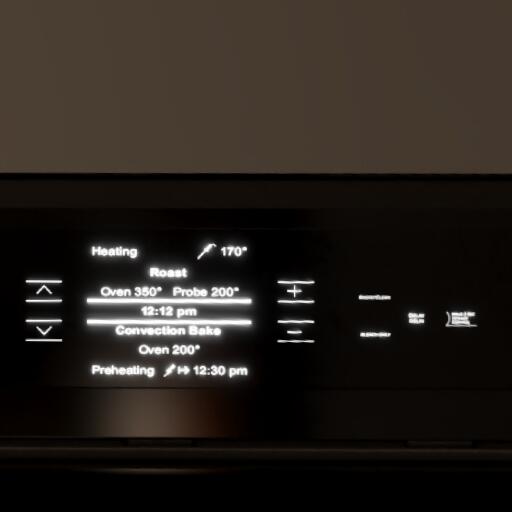 Heating 170°
Roast
Oven 350° Probe 200°
12:12 pm
Convection Bake
Oven 200°
Preheating 12:30 pm